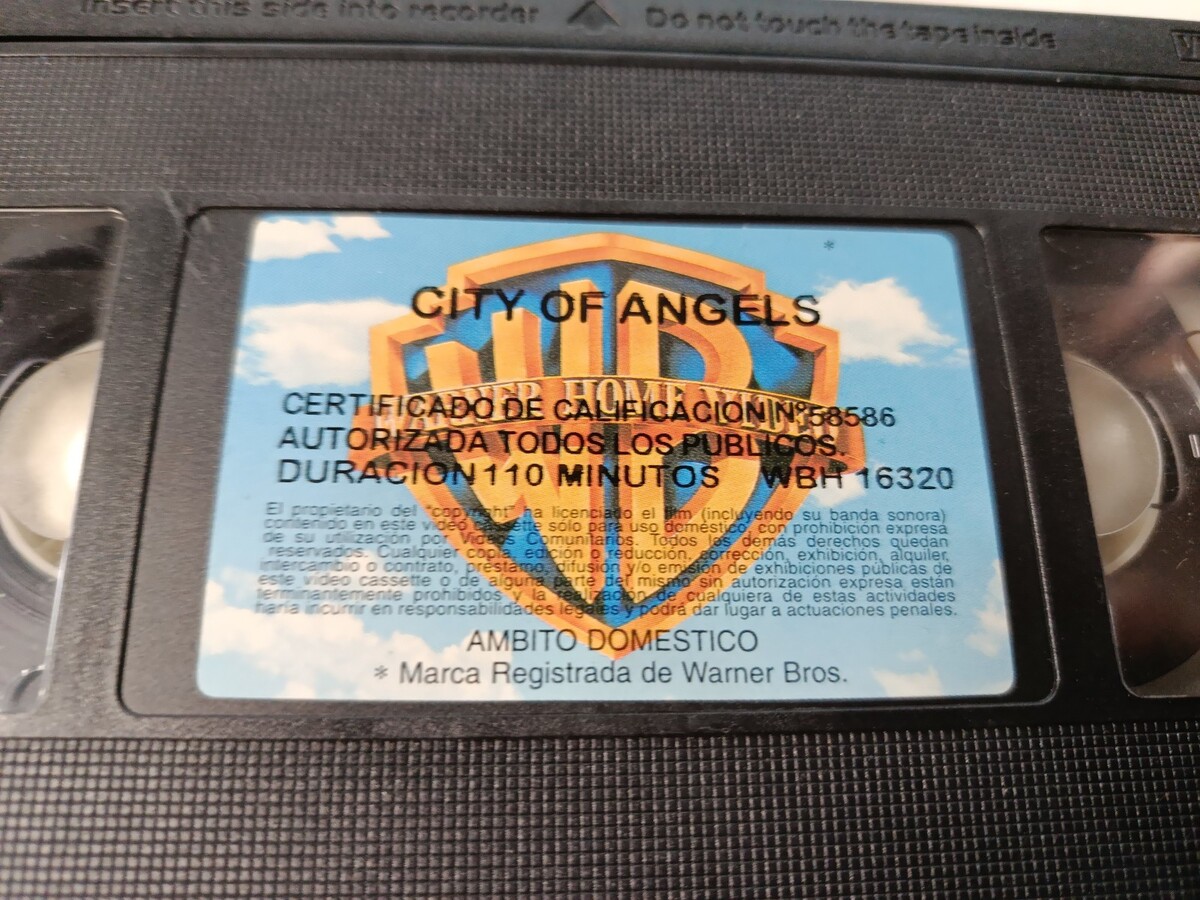 Insert this side into recorder Do not touch the tape inside
*
CITY OF ANGELS
WARNER HOME VIDEO
CERTIFICADO DE CALIFICACION Nº58586
AUTORIZADA TODOS LOS PUBLICOS.
DURACION 110 MINUTOS WBH 16320
El propietario del "copyright" ha licenciado el film (incluyendo su banda sonora)
contenido en este video cassette sólo para uso doméstico, con prohibición expresa
de su utilización por Videos Comunitarios. Todos los demás derechos quedan
reservados. Cualquier copia, edición o reducción, corrección, exhibición, alquiler,
intercambio o contrato, préstamo, difusión y/o emisión de exhibiciones públicas de
este video cassette o de alguna parte del mismo sin autorización expresa, están
terminantemente prohibidos y la realización de cualquiera de estas actividades
haría incurrir en responsabilidades legales y podrá dar lugar a actuaciones penales.
AMBITO DOMESTICO
* Marca Registrada de Warner Bros.